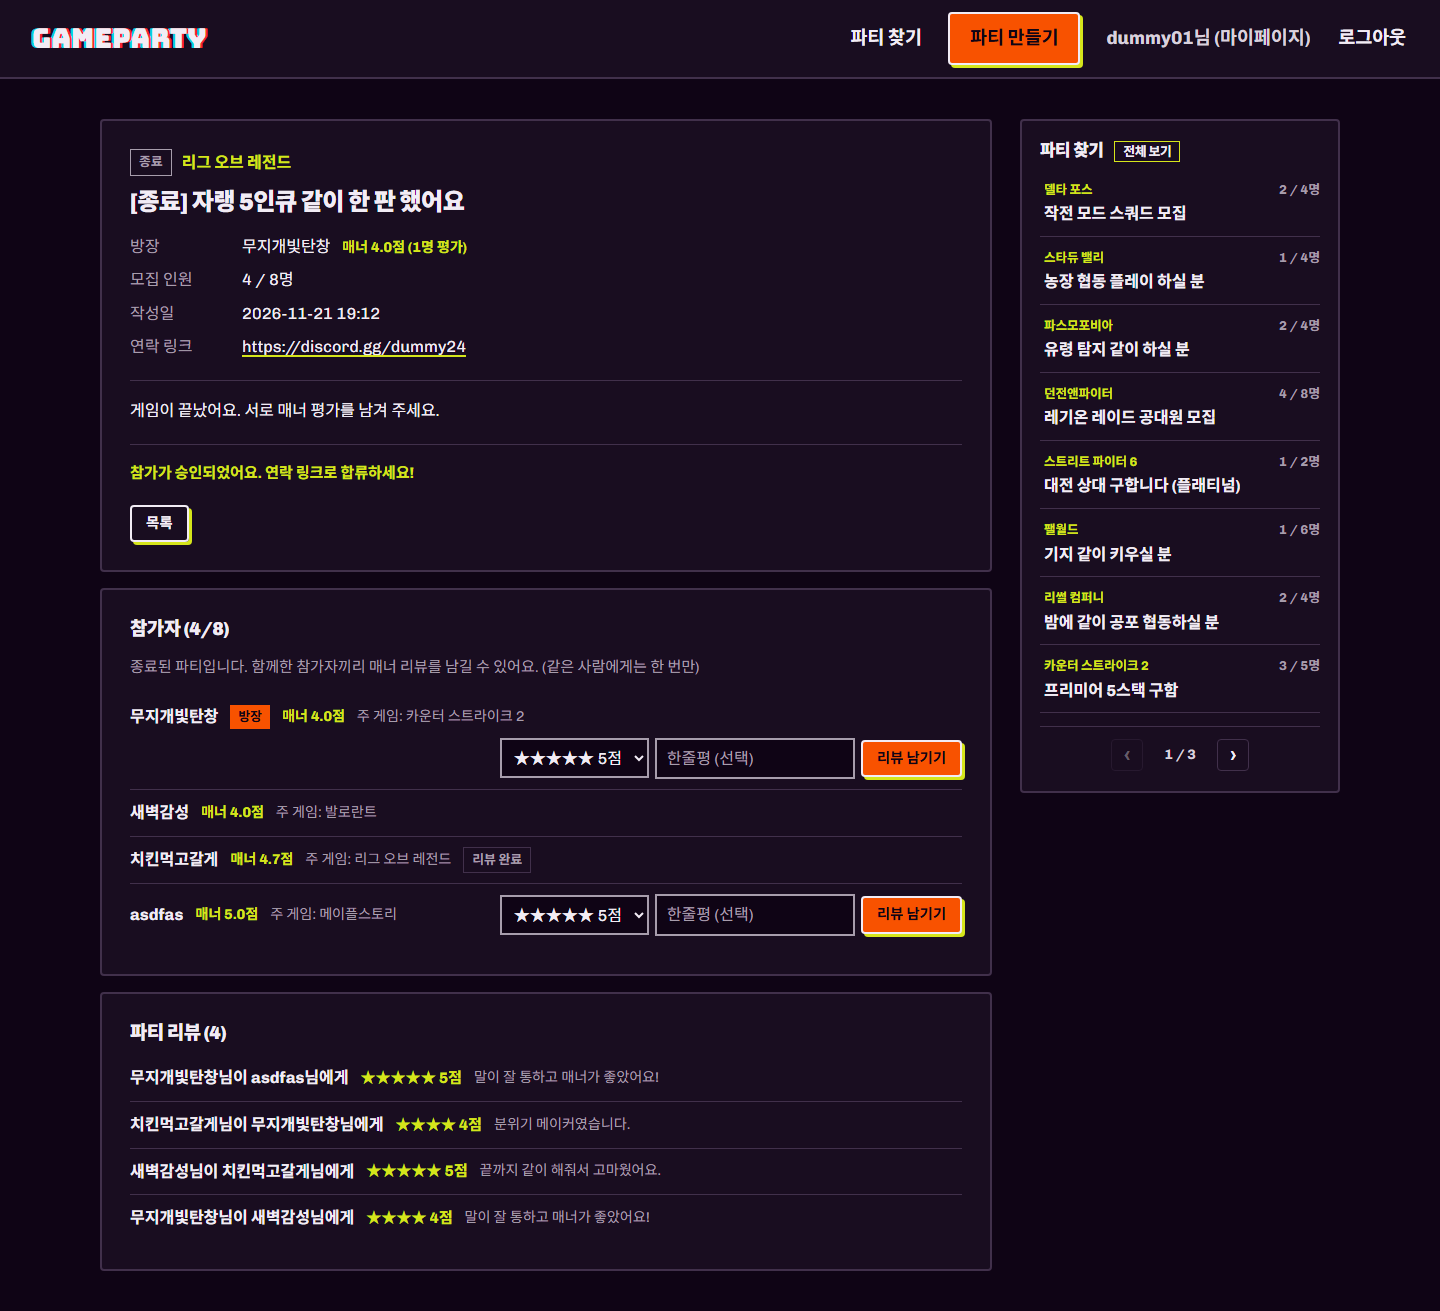 GAMEPARTY
파티 찾기
파티 만들기
dummy01님 (마이페이지)
로그아웃
종료 리그 오브 레전드
[종료] 자랭 5인큐 같이 한 판 했어요
방장 무지개빛탄창 매너 4.0점 (1명 평가)
모집 인원 4 / 8명
작성일 2026-11-21 19:12
연락 링크 https://discord.gg/dummy24
게임이 끝났어요. 서로 매너 평가를 남겨 주세요.
참가가 승인되었어요. 연락 링크로 합류하세요!
목록
참가자 (4/8)
종료된 파티입니다. 함께한 참가자끼리 매너 리뷰를 남길 수 있어요. (같은 사람에게는 한 번만)
무지개빛탄창 방장 매너 4.0점 주 게임: 카운터 스트라이크 2
★★★★★ 5점 한줄평 (선택) 리뷰 남기기
새벽감성 매너 4.0점 주 게임: 발로란트
치킨먹고갈게 매너 4.7점 주 게임: 리그 오브 레전드 리뷰 완료
asdfas 매너 5.0점 주 게임: 메이플스토리 ★★★★★ 5점 한줄평 (선택) 리뷰 남기기
파티 리뷰 (4)
무지개빛탄창님이 asdfas님에게 ★★★★★ 5점 말이 잘 통하고 매너가 좋았어요!
치킨먹고갈게님이 무지개빛탄창님에게 ★★★★ 4점 분위기 메이커였습니다.
새벽감성님이 치킨먹고갈게님에게 ★★★★★ 5점 끝까지 같이 해줘서 고마웠어요.
무지개빛탄창님이 새벽감성님에게 ★★★★ 4점 말이 잘 통하고 매너가 좋았어요!
파티 찾기 전체 보기
델타 포스 2 / 4명
작전 모드 스쿼드 모집
스타듀 밸리 1 / 4명
농장 협동 플레이 하실 분
파스모포비아 2 / 4명
유령 탐지 같이 하실 분
던전앤파이터 4 / 8명
레기온 레이드 공대원 모집
스트리트 파이터 6 1 / 2명
대전 상대 구합니다 (플래티넘)
팰월드 1 / 6명
기지 같이 키우실 분
리썰 컴퍼니 2 / 4명
밤에 같이 공포 협동하실 분
카운터 스트라이크 2 3 / 5명
프리미어 5스택 구함
‹ 1 / 3 ›